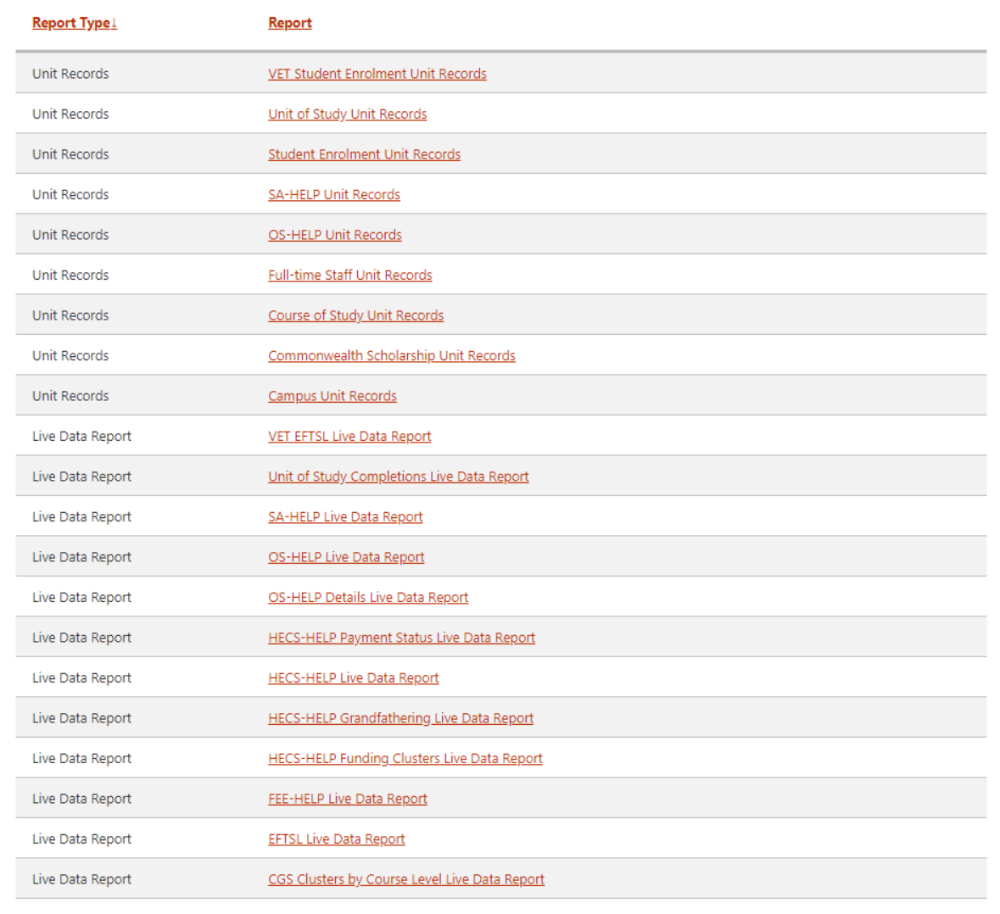 Report Type↓ Report
Unit Records VET Student Enrolment Unit Records
Unit Records Unit of Study Unit Records
Unit Records Student Enrolment Unit Records
Unit Records SA-HELP Unit Records
Unit Records OS-HELP Unit Records
Unit Records Full-time Staff Unit Records
Unit Records Course of Study Unit Records
Unit Records Commonwealth Scholarship Unit Records
Unit Records Campus Unit Records
Live Data Report VET EFTSL Live Data Report
Live Data Report Unit of Study Completions Live Data Report
Live Data Report SA-HELP Live Data Report
Live Data Report OS-HELP Live Data Report
Live Data Report OS-HELP Details Live Data Report
Live Data Report HECS-HELP Payment Status Live Data Report
Live Data Report HECS-HELP Live Data Report
Live Data Report HECS-HELP Grandfathering Live Data Report
Live Data Report HECS-HELP Funding Clusters Live Data Report
Live Data Report FEE-HELP Live Data Report
Live Data Report EFTSL Live Data Report
Live Data Report CGS Clusters by Course Level Live Data Report